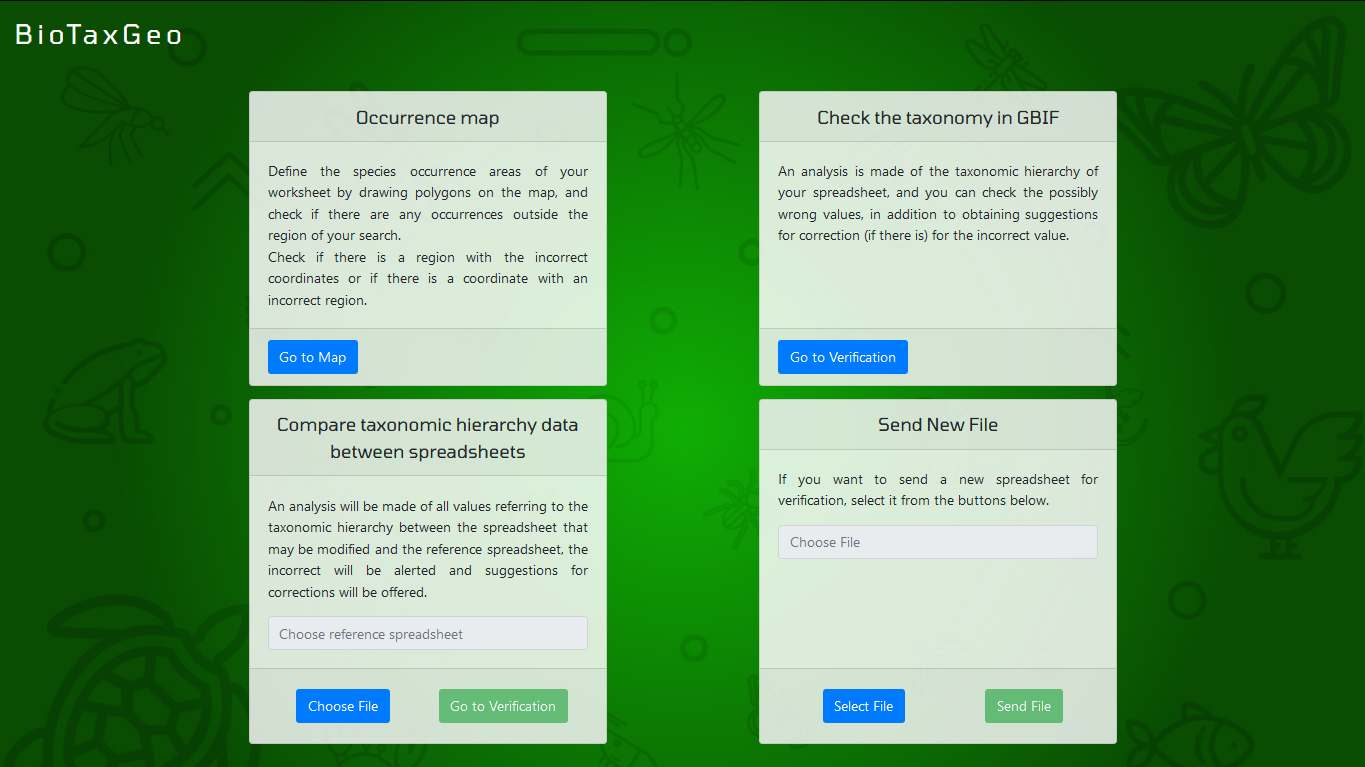 BioTaxGeo
Occurrence map
Define the species occurrence areas of your
worksheet by drawing polygons on the map, and
check if there are any occurrences outside the
region of your search.
Check if there is a region with the incorrect
coordinates or if there is a coordinate with an
incorrect region.
Go to Map
Check the taxonomy in GBIF
An analysis is made of the taxonomic hierarchy of
your spreadsheet, and you can check the possibly
wrong values, in addition to obtaining suggestions
for correction (if there is) for the incorrect value.
Go to Verification
Compare taxonomic hierarchy data
between spreadsheets
An analysis will be made of all values referring to the
taxonomic hierarchy between the spreadsheet that
may be modified and the reference spreadsheet, the
incorrect will be alerted and suggestions for
corrections will be offered.
Choose reference spreadsheet
Choose File
Go to Verification
Send New File
If you want to send a new spreadsheet for
verification, select it from the buttons below.
Choose File
Select File
Send File